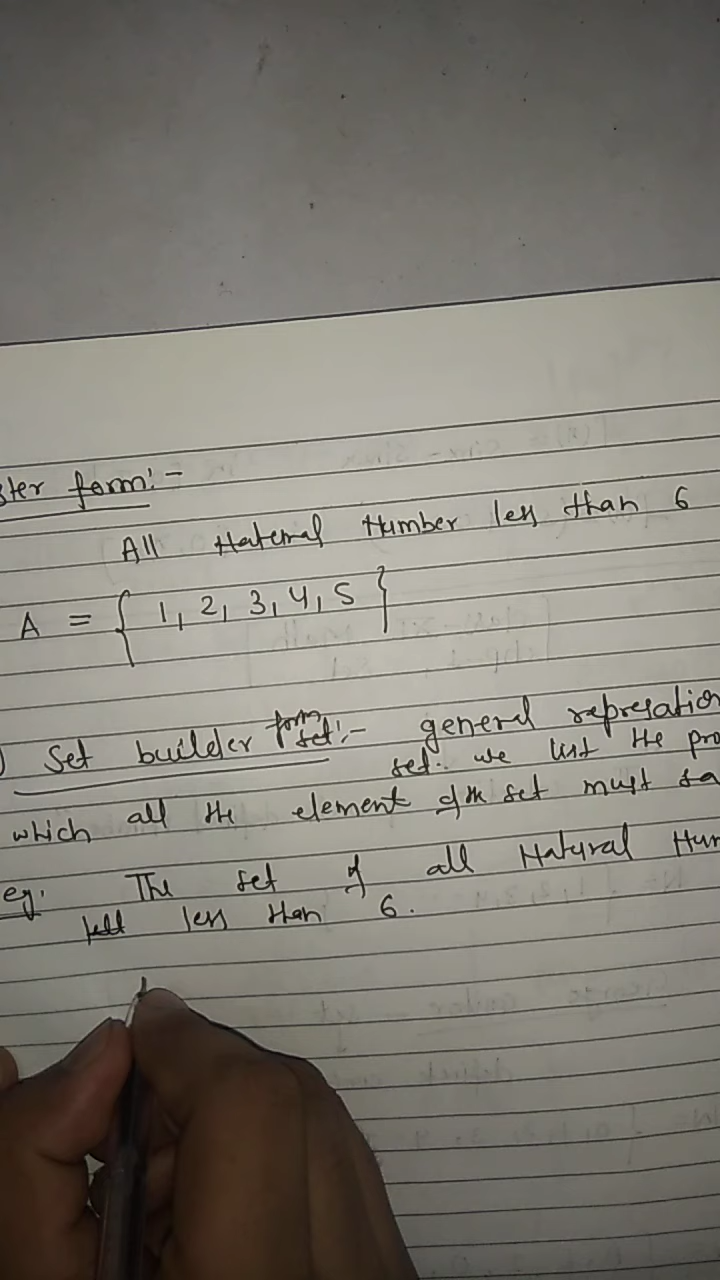 ster form:-
All Natural Number less than 6
A = { 1, 2, 3, 4, 5 }
) Set builder form set:- general represation
set. we list the pro
which all the element of the set must sa
eg. The set of all Natural Num
less than 6.